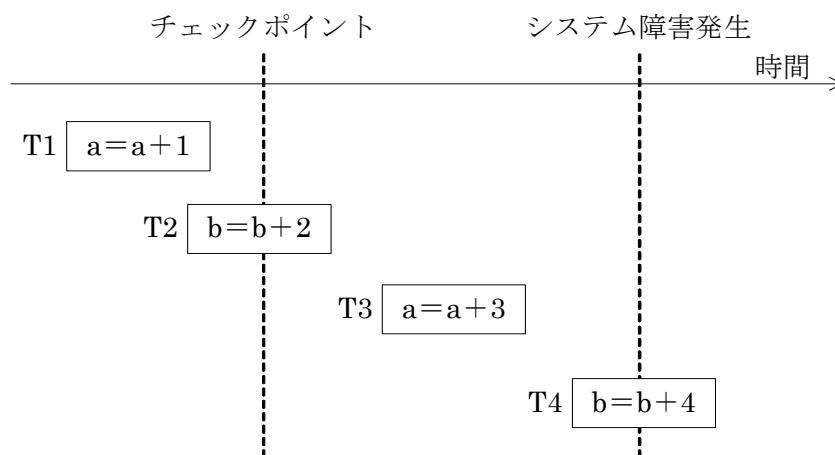 チェックポイント
システム障害発生
時間
T1 a=a+1
T2 b=b+2
T3 a=a+3
T4 b=b+4